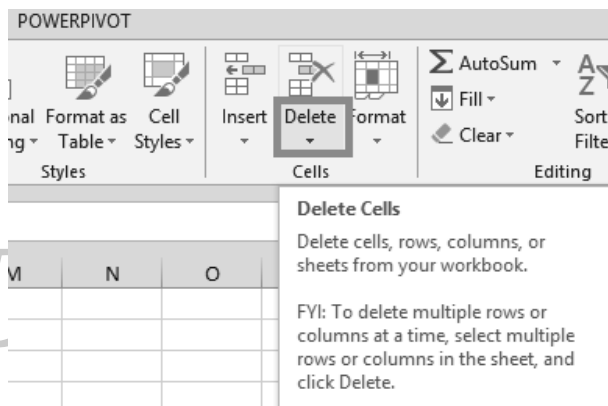 POWERPIVOT
nal Format as Cell Insert Delete Format
ng Table Styles
AutoSum
Fill
Clear
Sort
Filte
Styles Cells Editing
Delete Cells
Delete cells, rows, columns, or
sheets from your workbook.
FYI: To delete multiple rows or
columns at a time, select multiple
rows or columns in the sheet, and
click Delete.
M N O